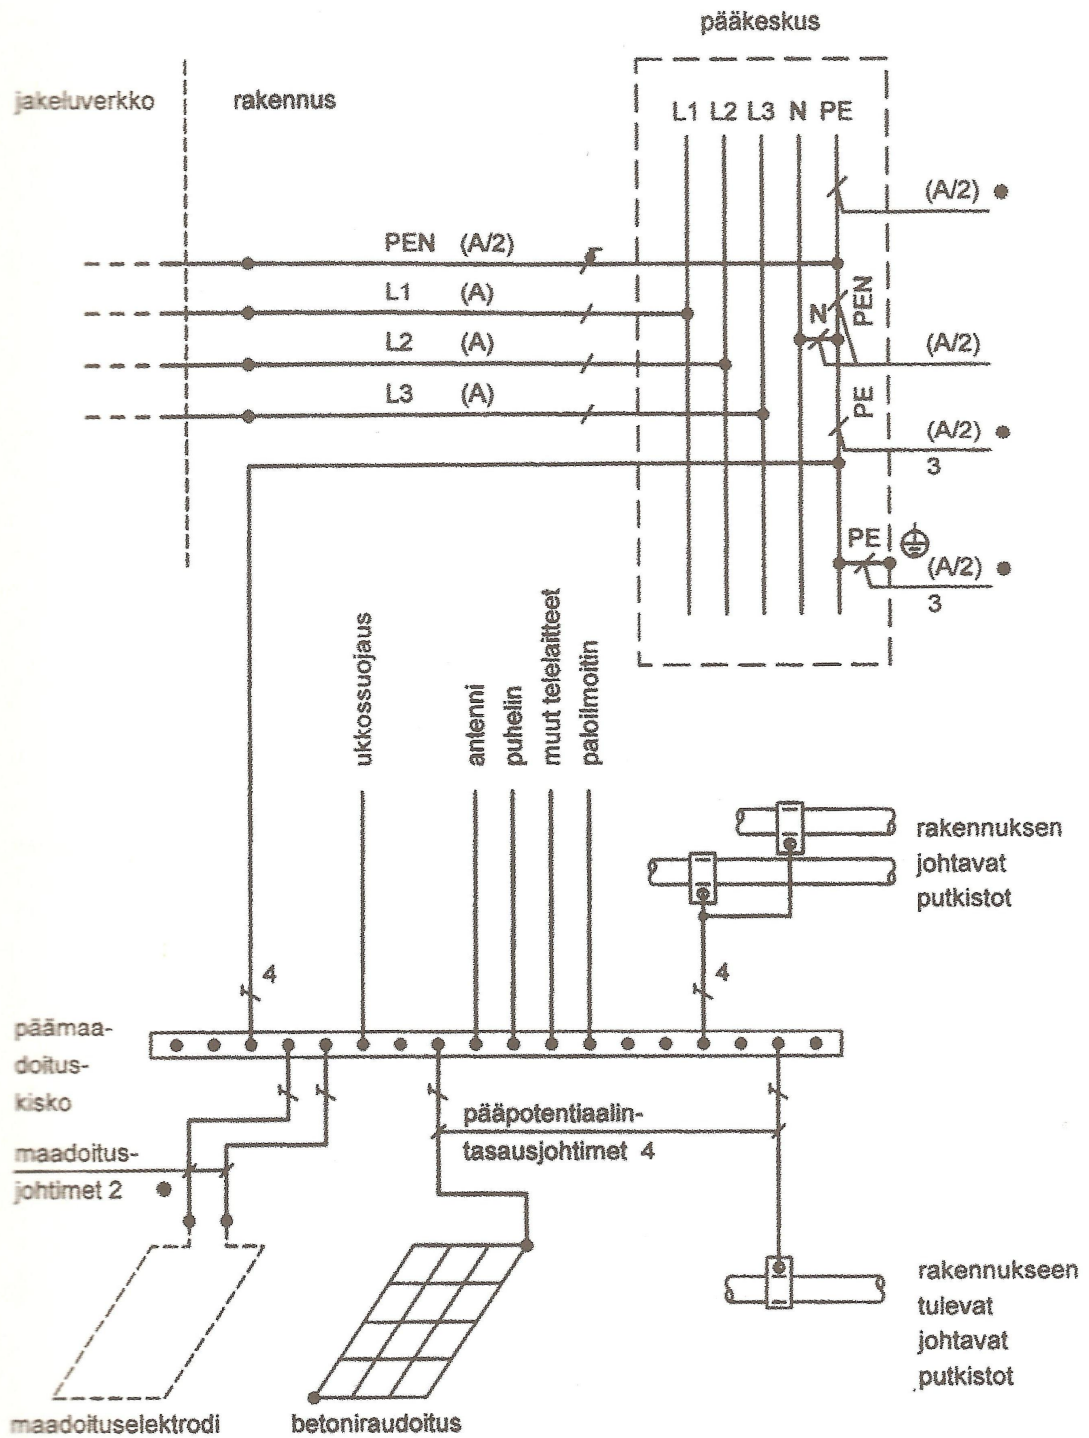 pääkeskus
jakeluverkko
rakennus
L1 L2 L3 N PE
(A/2)
PEN (A/2)
L1 (A)
N
PEN
L2 (A)
(A/2)
L3 (A)
PE
(A/2)
3
PE
(A/2)
3
ukkossuojaus
antenni
puhelin
muut telelaitteet
paloilmoitin
rakennuksen
johtavat
putkistot
4
4
päämaa-
doitus-
kisko
pääpotentiaalin-
tasausjohtimet 4
maadoitus-
johtimet 2
rakennukseen
tulevat
johtavat
putkistot
maadoituselektrodi
betoniraudoitus